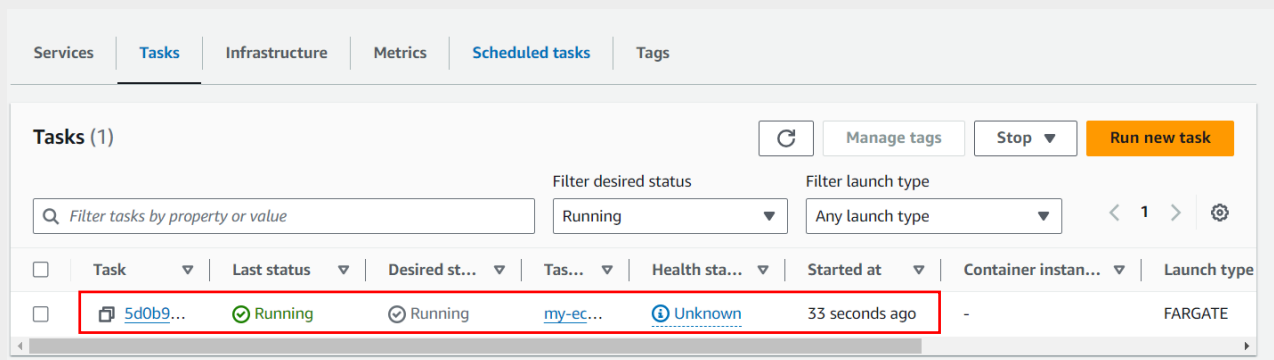 Services Tasks Infrastructure Metrics Scheduled tasks Tags
Tasks (1) Manage tags Stop Run new task
Filter desired status Filter launch type
Filter tasks by property or value Running Any launch type 1
Task Last status Desired st... Tas... Health sta... Started at Container instan... Launch type
5d0b9... Running Running my-ec... Unknown 33 seconds ago - FARGATE